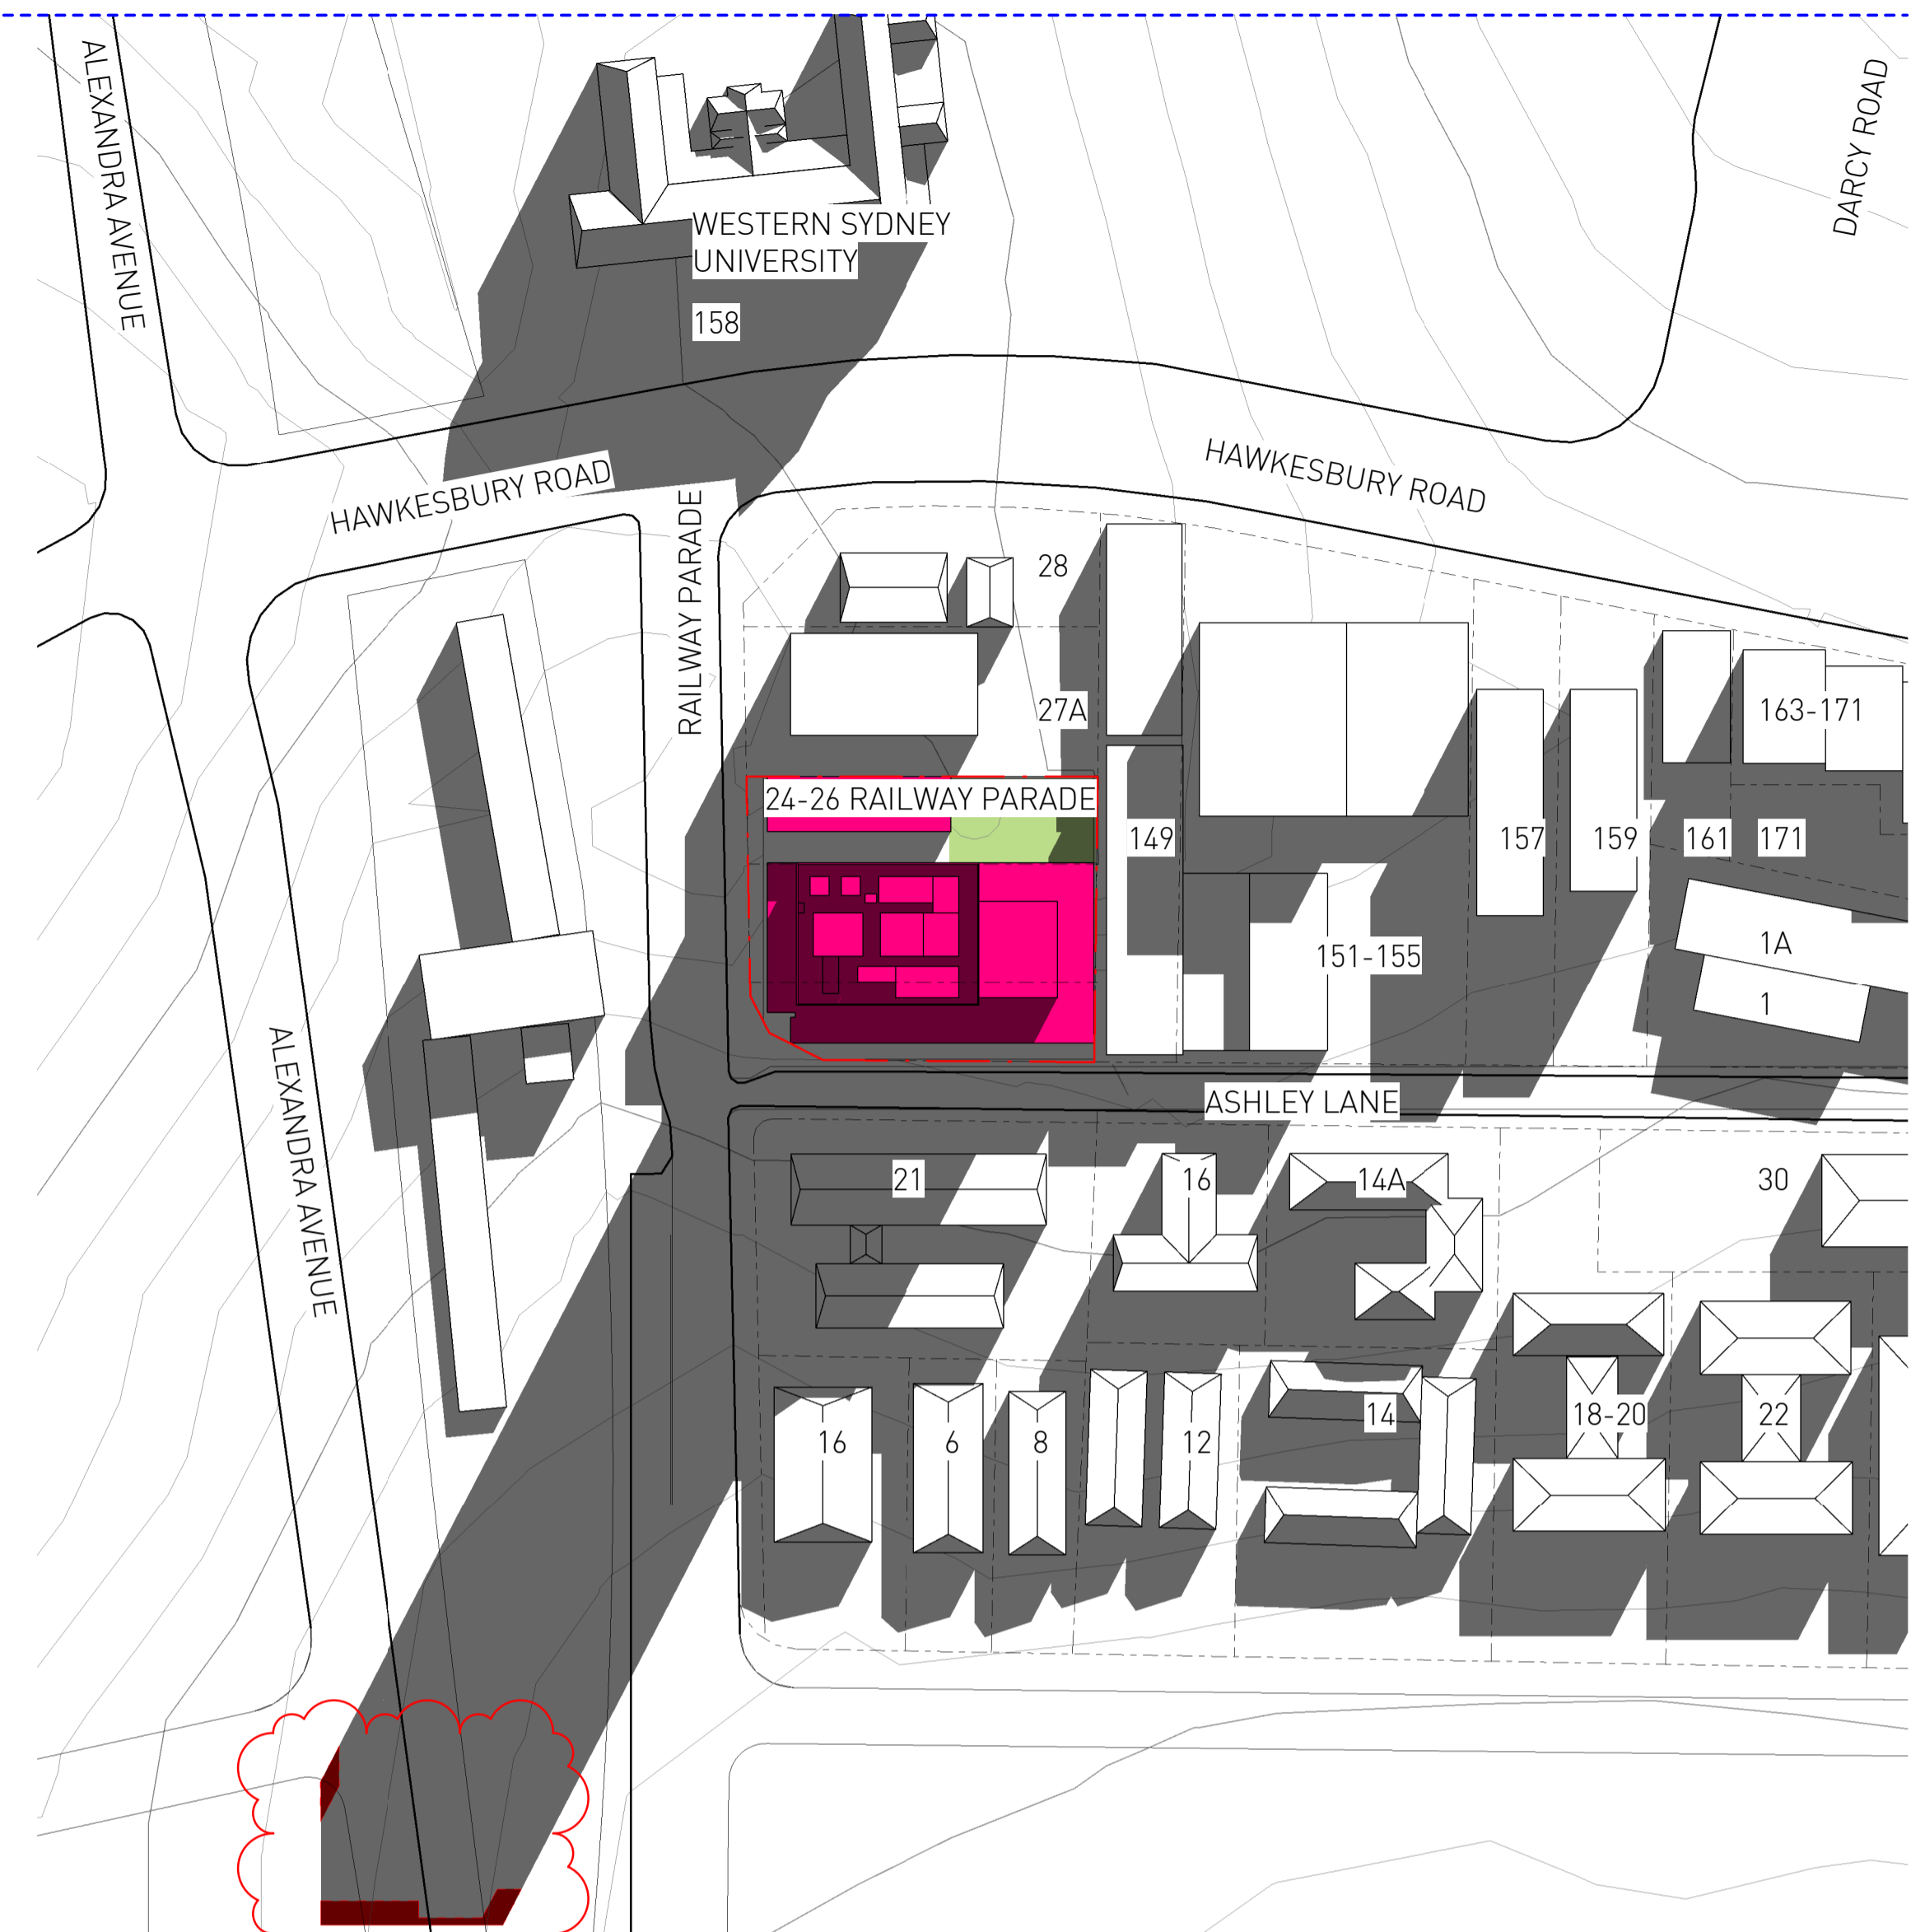 ALEXANDRA AVENUE
DARCY ROAD
WESTERN SYDNEY
UNIVERSITY
158
HAWKESBURY ROAD
HAWKESBURY ROAD
RAILWAY PARADE
28
27A
163-171
24-26 RAILWAY PARADE
149
157
159
161
171
151-155
1A
1
ALEXANDRA AVENUE
ASHLEY LANE
21
16
14A
30
16
6
8
12
14
18-20
22